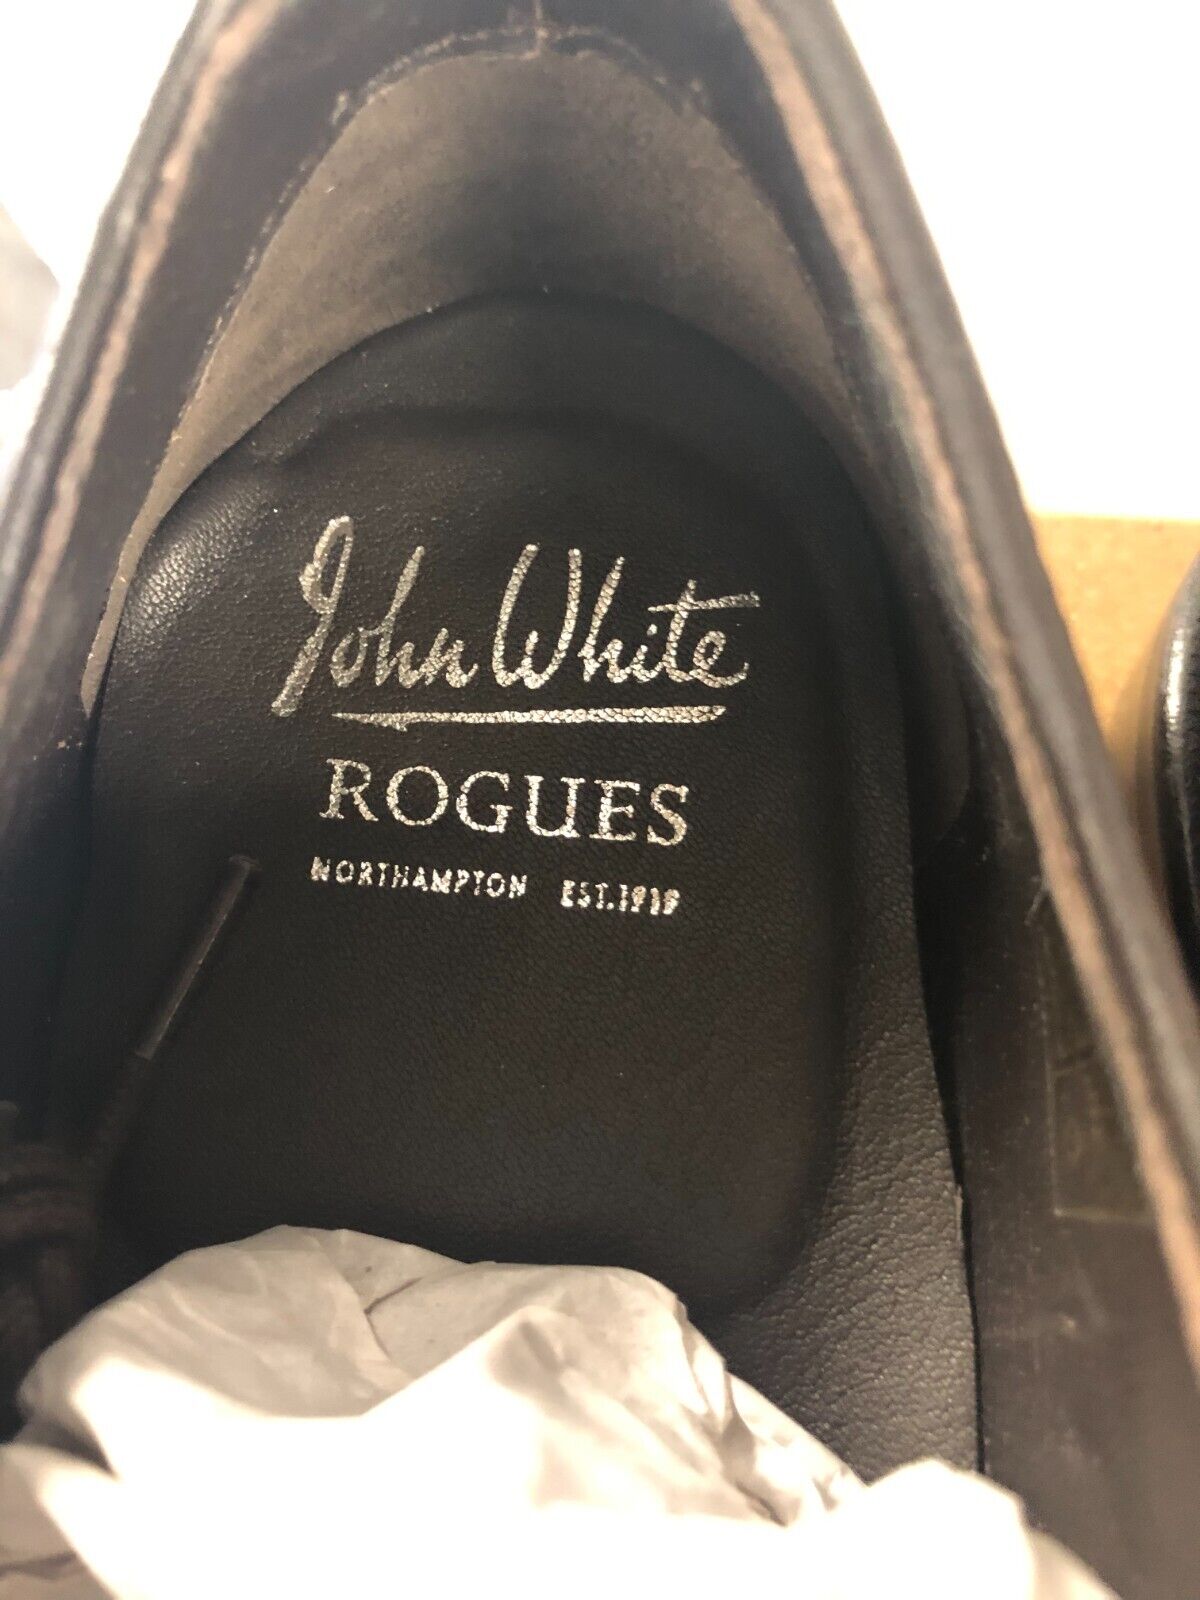 John White
ROGUES
NORTHAMPTON EST.1919